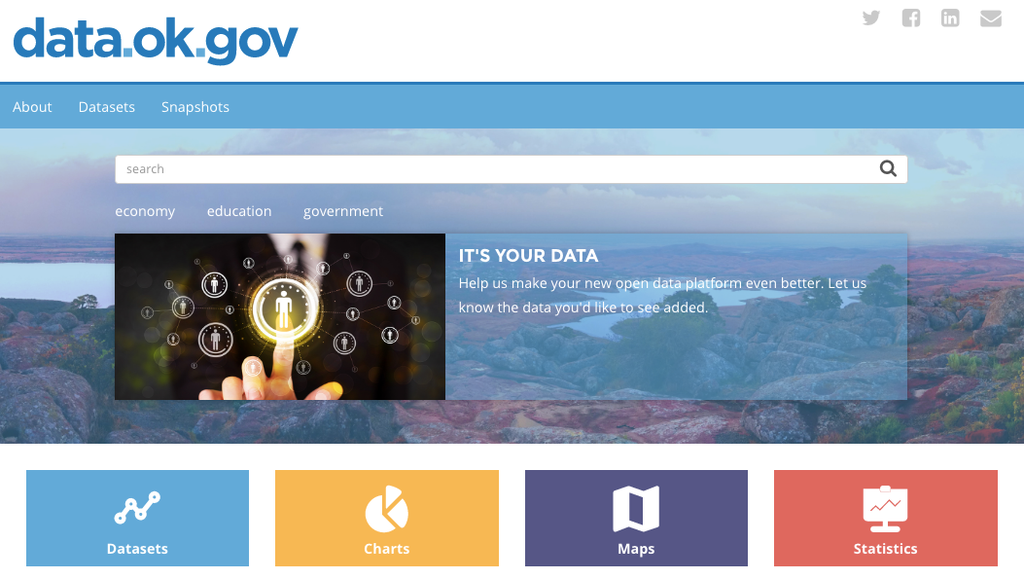 data.ok.gov
About Datasets Snapshots
search
economy education government
IT'S YOUR DATA
Help us make your new open data platform even better. Let us
know the data you'd like to see added.
Datasets Charts Maps Statistics